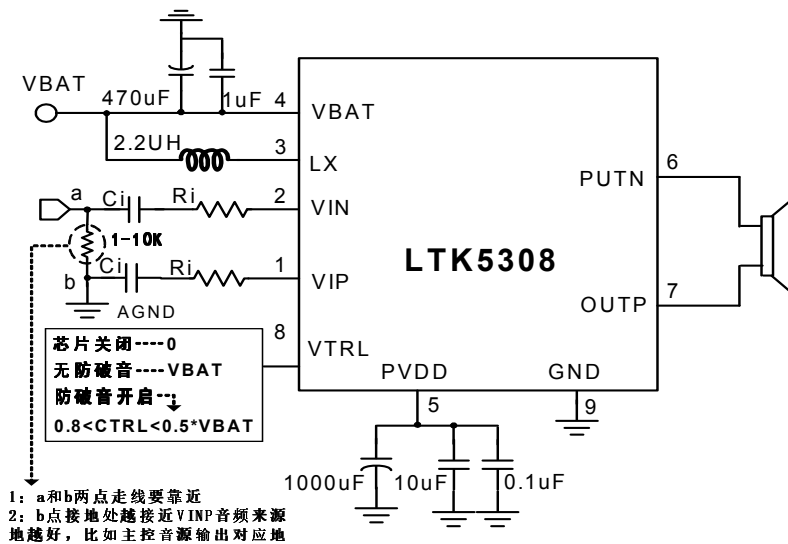 VBAT
470uF
1uF
4
VBAT
2.2UH
3
LX
a
Ci
Ri
2
VIN
1-10K
b
Ci
Ri
1
VIP
AGND
LTK5308
6
PUTN
7
OUTP
8
VTRL
芯片关闭----0
无防破音----VBAT
防破音开启--
0.8<CTRL<0.5*VBAT
PVDD
5
GND
9
1000uF
10uF
0.1uF
1: a和b两点走线要靠近
2: b点接地处越接近VINP音频来源
地越好, 比如主控音源输出对应地